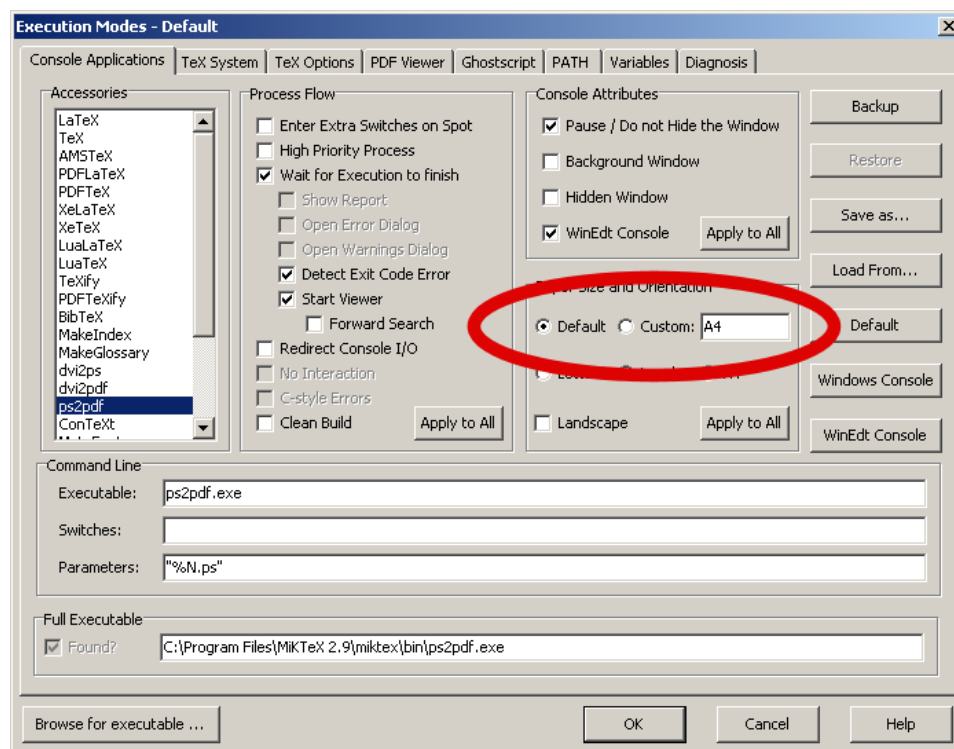 Execution Modes - Default
Console Applications TeX System TeX Options PDF Viewer Ghostscript PATH Variables Diagnosis
Accessories
LaTeX
TeX
AMSTeX
PDFLaTeX
PDFTeX
XeLaTeX
XeTeX
LuaLaTeX
LuaTeX
TeXify
PDFTeXify
BibTeX
MakeIndex
MakeGlossary
dvi2ps
dvi2pdf
ps2pdf
ConTeXt
Process Flow
Enter Extra Switches on Spot
High Priority Process
Wait for Execution to finish
Show Report
Open Error Dialog
Open Warnings Dialog
Detect Exit Code Error
Start Viewer
Forward Search
Redirect Console I/O
No Interaction
C-style Errors
Clean Build Apply to All
Console Attributes
Pause / Do not Hide the Window
Background Window
Hidden Window
WinEdt Console Apply to All
Size and Orientation
Default Custom: A4
Landscape Apply to All
Backup
Restore
Save as...
Load From...
Default
Windows Console
WinEdt Console
Command Line
Executable: ps2pdf.exe
Switches:
Parameters: "%N.ps"
Full Executable
Found? C:\Program Files\MiKTeX 2.9\miktex\bin\ps2pdf.exe
Browse for executable ... OK Cancel Help